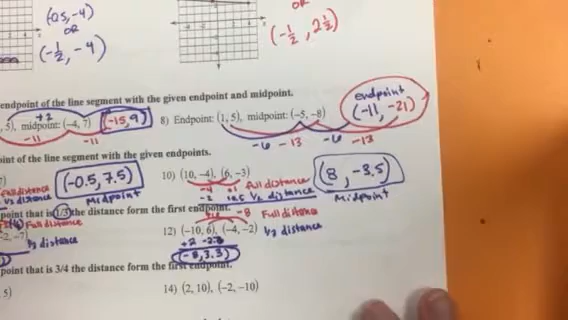 (-0.5, -4)
OR
(-½, -4)
OR
(-½, 2½)
endpoint of the line segment with the given endpoint and midpoint.
endpoint
(-11, -21)
+2
5), midpoint: (-4, 7) (-15, 9)
8) Endpoint: (1, 5), midpoint: (-5, -8)
-11 -11
-6 -13 -6 -13
point of the line segment with the given endpoints.
(-0.5, 7.5)
Midpoint
10) (10, -4), (6, -3)
(8, -3.5)
Midpoint
full distance
½ distance
-4 +1 full distance
-2 ½ distance
point that is 1/3 the distance form the first endpoint.
full distance
-8 full distance
-2, -7)
⅓ distance
12) (-10, 6), (-4, -2)
⅓ distance
+2
(-8, 3.3)
point that is 3/4 the distance form the first endpoint.
5)
14) (2, 10), (-2, -10)